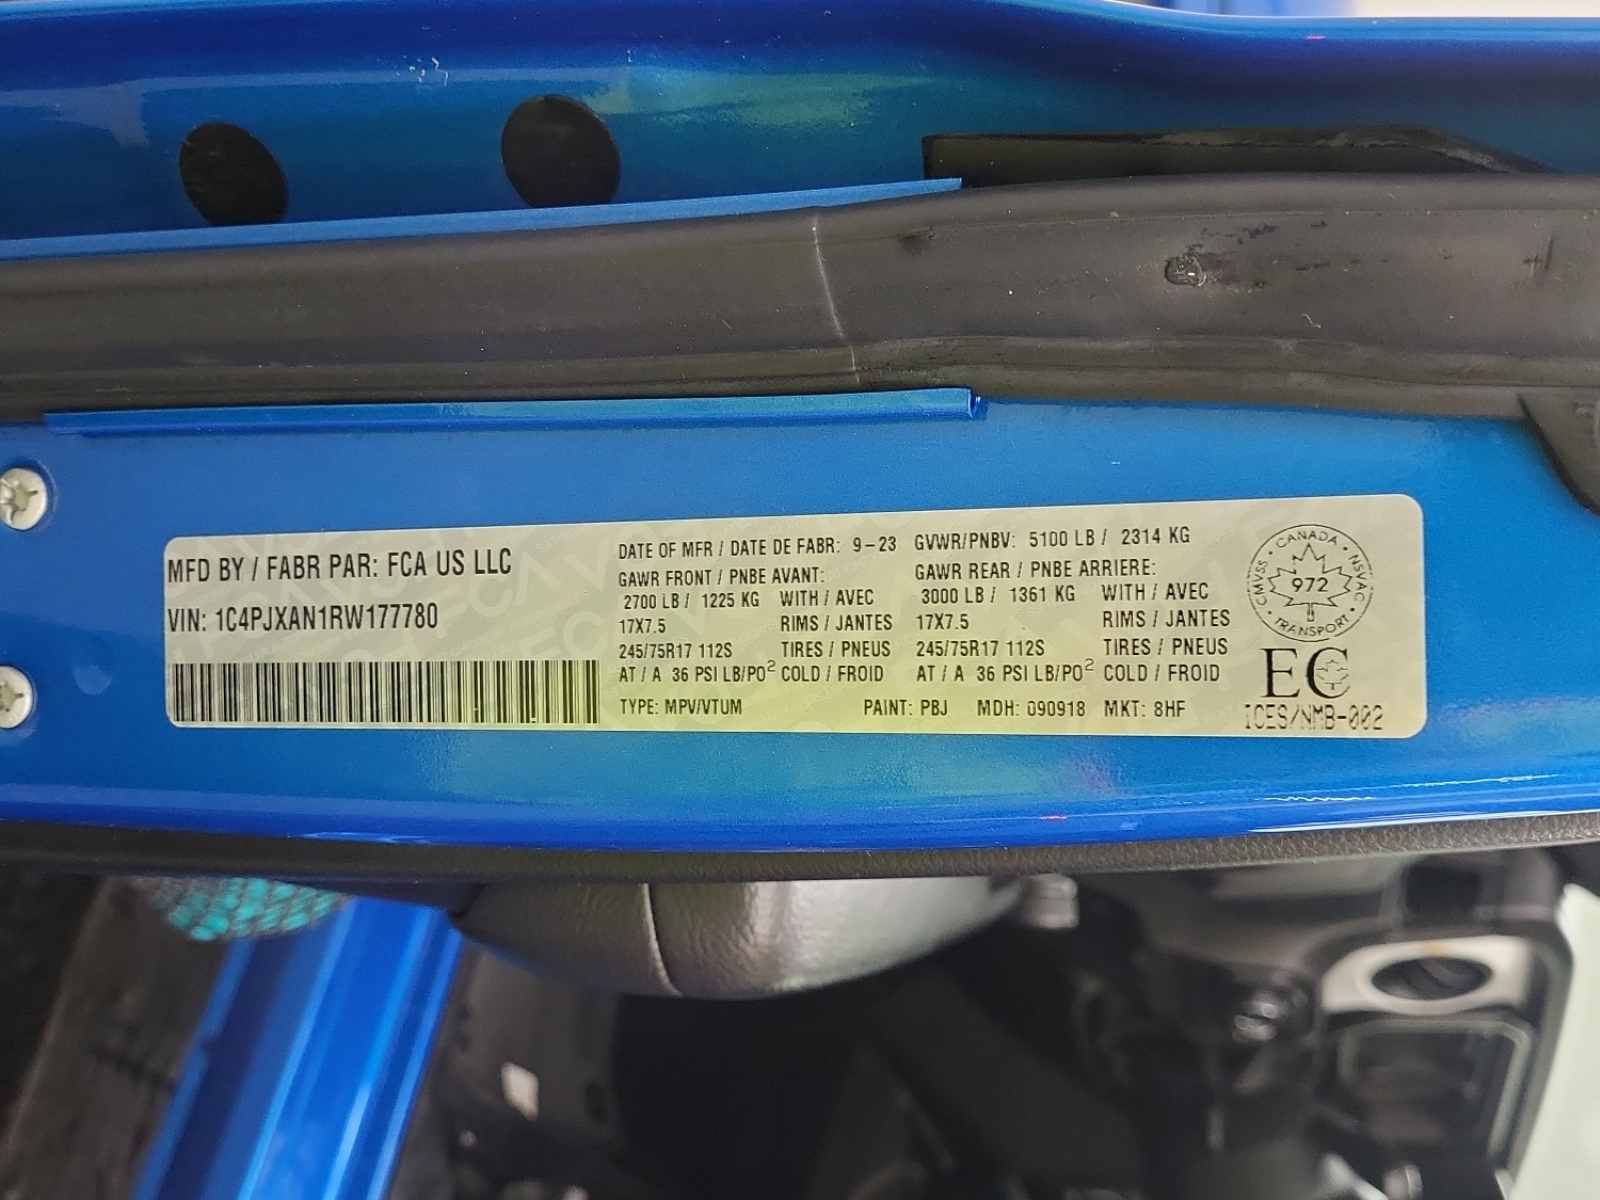 MFD BY / FABR PAR: FCA US LLC
VIN: 1C4PJXAN1RW177780
DATE OF MFR / DATE DE FABR: 9-23 GVWR/PNBV: 5100 LB / 2314 KG
GAWR FRONT / PNBE AVANT: GAWR REAR / PNBE ARRIERE:
2700 LB / 1225 KG WITH / AVEC 3000 LB / 1361 KG WITH / AVEC
17X7.5 RIMS / JANTES 17X7.5 RIMS / JANTES
245/75R17 112S TIRES / PNEUS 245/75R17 112S TIRES / PNEUS
AT / A 36 PSI LB/PO² COLD / FROID AT / A 36 PSI LB/PO² COLD / FROID
TYPE: MPV/VTUM PAINT: PBJ MDH: 090918 MKT: 8HF
CANADA • NSVAC • TRANSPORT • CMVSS •
972
EC
ICES/NMB-002